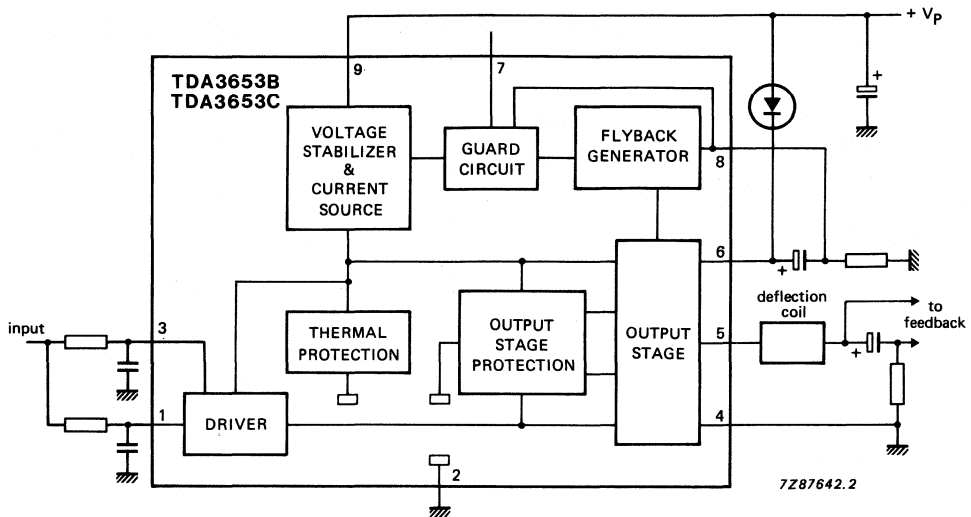 + VP
9
7
TDA3653B
TDA3653C
VOLTAGE
STABILIZER
&
CURRENT
SOURCE
GUARD
CIRCUIT
FLYBACK
GENERATOR
8
+
6
+
deflection
coil
to
feedback
input
3
THERMAL
PROTECTION
OUTPUT
STAGE
PROTECTION
OUTPUT
STAGE
5
+
1
DRIVER
4
2
7Z87642.2